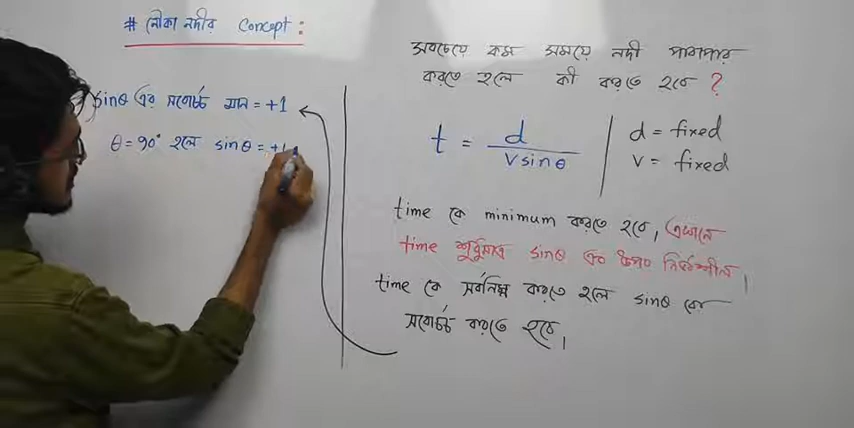 # নৌকা নদীর Concept :
sinθ এর সর্বোচ্চ মান = +1
θ = 90° হলে sinθ = +1
সবচেয়ে কম সময়ে নদী পারাপার
করতে হলে কী করতে হবে ?
t = d / v sinθ
d = fixed
v = fixed
time কে minimum করতে হবে, এখানে
time শুধুমাত্র sinθ এর উপর নির্ভরশীল।
time কে সর্বনিম্ন করতে হলে sinθ কে
সর্বোচ্চ করতে হবে।